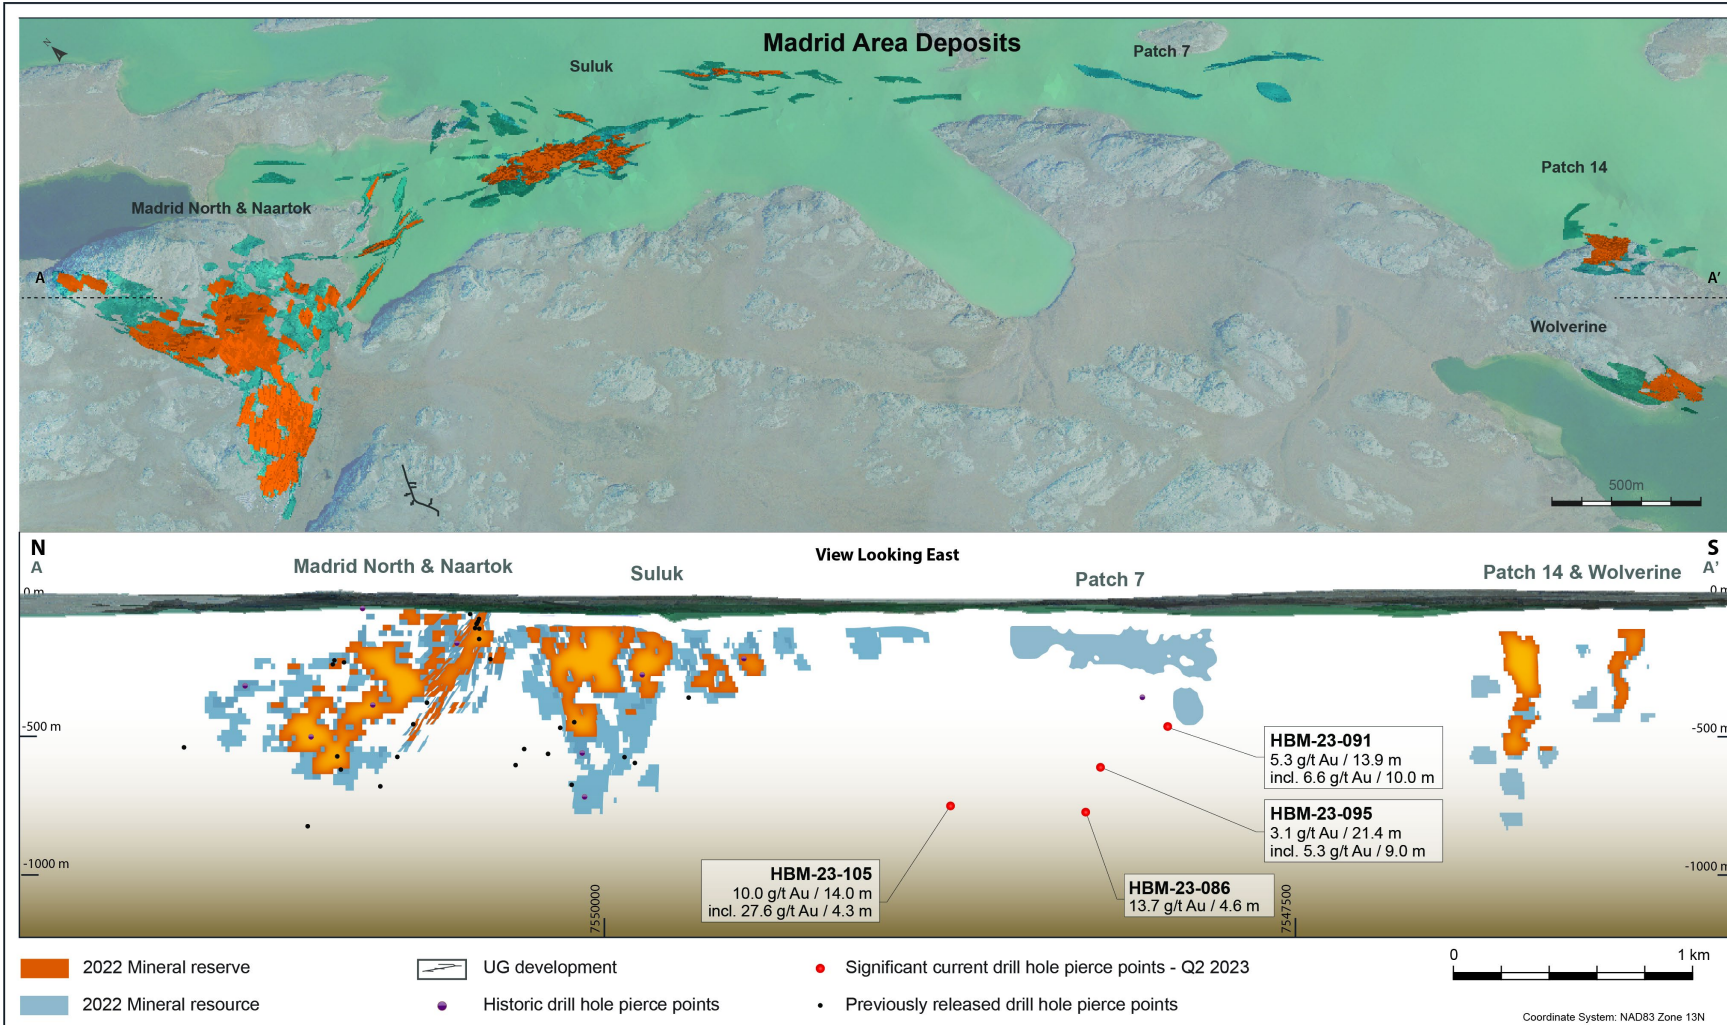 Madrid Area Deposits
N
Suluk
Patch 7
Patch 14
Madrid North & Naartok
A
A'
Wolverine
500m
N
A
View Looking East
S
A'
Madrid North & Naartok
Suluk
Patch 7
Patch 14 & Wolverine
0 m
0 m
-500 m
-500 m
HBM-23-091
5.3 g/t Au / 13.9 m
incl. 6.6 g/t Au / 10.0 m
HBM-23-095
3.1 g/t Au / 21.4 m
incl. 5.3 g/t Au / 9.0 m
-1000 m
-1000 m
HBM-23-105
10.0 g/t Au / 14.0 m
incl. 27.6 g/t Au / 4.3 m
HBM-23-086
13.7 g/t Au / 4.6 m
7550000
7547500
2022 Mineral reserve
UG development
Significant current drill hole pierce points - Q2 2023
0
1 km
2022 Mineral resource
Historic drill hole pierce points
Previously released drill hole pierce points
Coordinate System: NAD83 Zone 13N